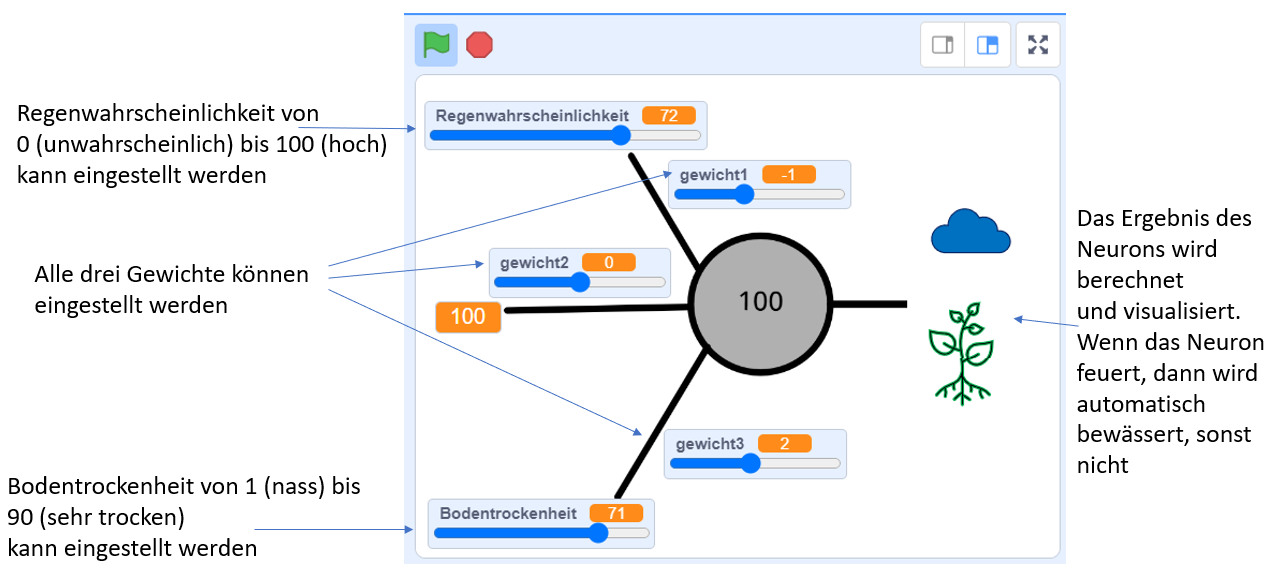 Regenwahrscheinlichkeit von
0 (unwahrscheinlich) bis 100 (hoch)
kann eingestellt werden
Alle drei Gewichte können
eingestellt werden
Bodentrockenheit von 1 (nass) bis
90 (sehr trocken)
kann eingestellt werden
Regenwahrscheinlichkeit 72
gewicht1 -1
gewicht2 0
100
100
gewicht3 2
Bodentrockenheit 71
Das Ergebnis des
Neurons wird
berechnet
und visualisiert.
Wenn das Neuron
feuert, dann wird
automatisch
bewässert, sonst
nicht